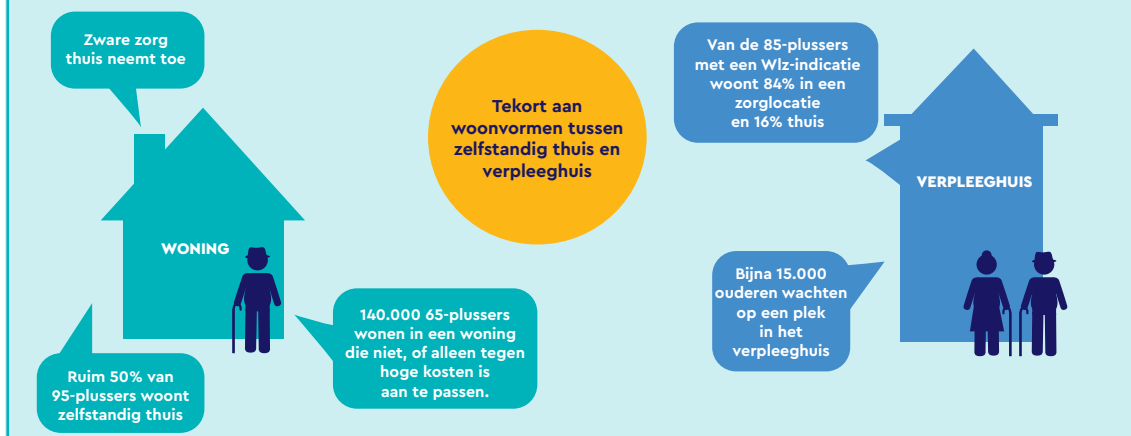 Zware zorg
thuis neemt toe
WONING
Ruim 50% van
95-plussers woont
zelfstandig thuis
140.000 65-plussers
wonen in een woning
die niet, of alleen tegen
hoge kosten is
aan te passen.
Tekort aan
woonvormen tussen
zelfstandig thuis en
verpleeghuis
Van de 85-plussers
met een Wlz-indicatie
woont 84% in een
zorglocatie
en 16% thuis
VERPLEEGHUIS
Bijna 15.000
ouderen wachten
op een plek
in het
verpleeghuis